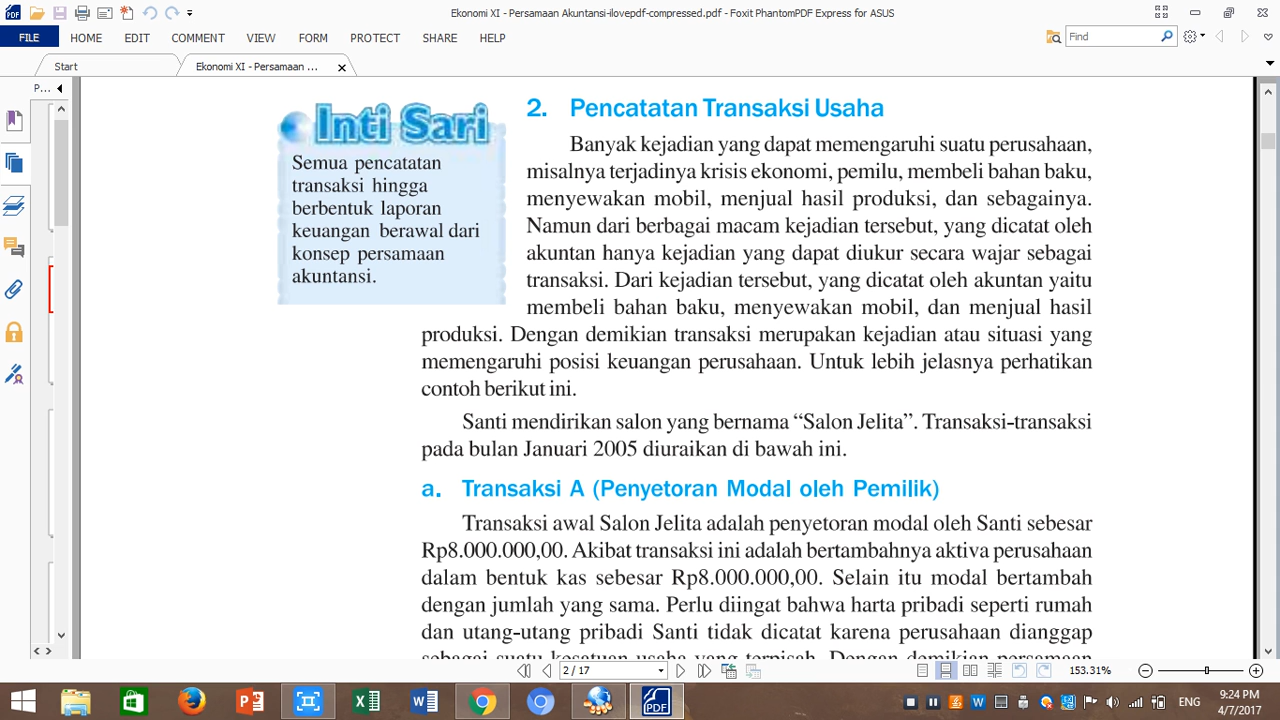 Ekonomi XI - Persamaan Akuntansi-ilovepdf-compressed.pdf - Foxit PhantomPDF Express for ASUS
FILE HOME EDIT COMMENT VIEW FORM PROTECT SHARE HELP
Find
Start
Ekonomi XI - Persamaan ...
P...
Inti Sari
Semua pencatatan
transaksi hingga
berbentuk laporan
keuangan berawal dari
konsep persamaan
akuntansi.
2. Pencatatan Transaksi Usaha
Banyak kejadian yang dapat memengaruhi suatu perusahaan,
misalnya terjadinya krisis ekonomi, pemilu, membeli bahan baku,
menyewakan mobil, menjual hasil produksi, dan sebagainya.
Namun dari berbagai macam kejadian tersebut, yang dicatat oleh
akuntan hanya kejadian yang dapat diukur secara wajar sebagai
transaksi. Dari kejadian tersebut, yang dicatat oleh akuntan yaitu
membeli bahan baku, menyewakan mobil, dan menjual hasil
produksi. Dengan demikian transaksi merupakan kejadian atau situasi yang
memengaruhi posisi keuangan perusahaan. Untuk lebih jelasnya perhatikan
contoh berikut ini.
Santi mendirikan salon yang bernama “Salon Jelita”. Transaksi-transaksi
pada bulan Januari 2005 diuraikan di bawah ini.
a. Transaksi A (Penyetoran Modal oleh Pemilik)
Transaksi awal Salon Jelita adalah penyetoran modal oleh Santi sebesar
Rp8.000.000,00. Akibat transaksi ini adalah bertambahnya aktiva perusahaan
dalam bentuk kas sebesar Rp8.000.000,00. Selain itu modal bertambah
dengan jumlah yang sama. Perlu diingat bahwa harta pribadi seperti rumah
dan utang-utang pribadi Santi tidak dicatat karena perusahaan dianggap
sebagai suatu kesatuan usaha yang terpisah. Dengan demikian persamaan
2 / 17
153.31%
ENG
9:24 PM
4/7/2017